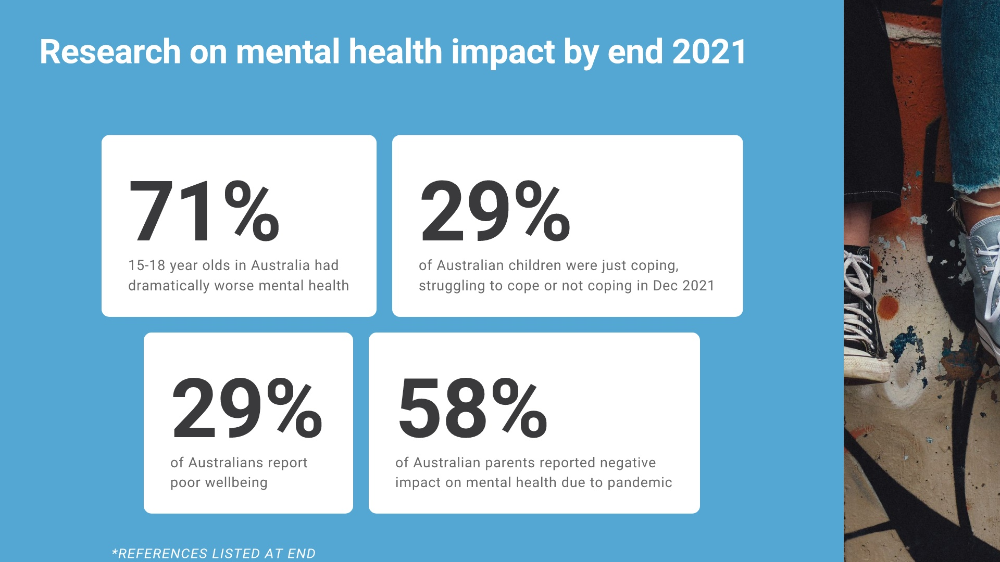 Research on mental health impact by end 2021
71%
15-18 year olds in Australia had
dramatically worse mental health
29%
of Australian children were just coping,
struggling to cope or not coping in Dec 2021
29%
of Australians report
poor wellbeing
58%
of Australian parents reported negative
impact on mental health due to pandemic
*REFERENCES LISTED AT END